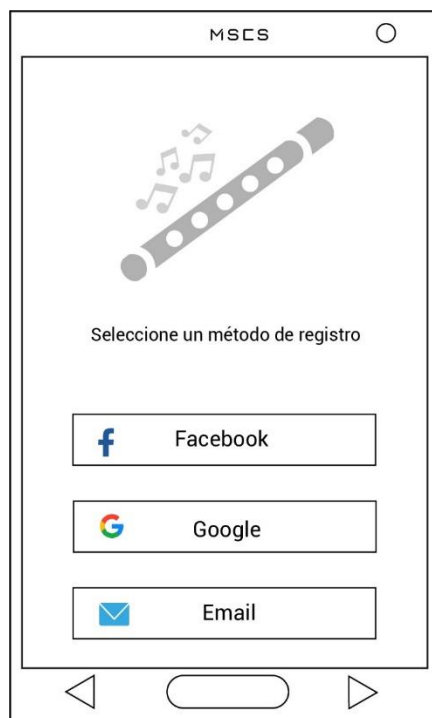 MSCS
Seleccione un método de registro
Facebook
Google
Email